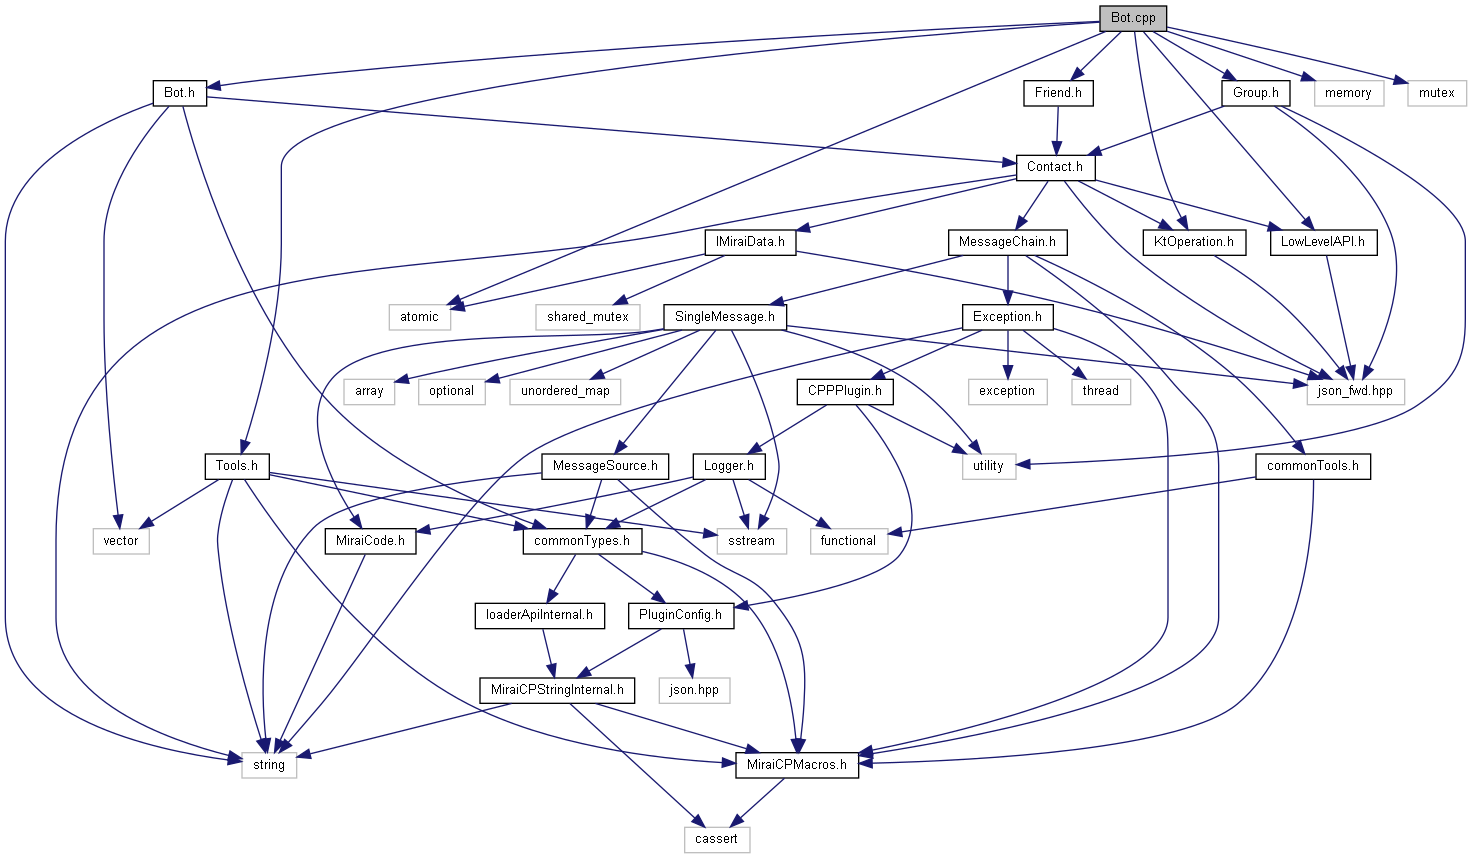 Bot.cpp
Bot.h
Friend.h
Group.h
memory
mutex
Contact.h
IMiraiData.h
MessageChain.h
KtOperation.h
LowLevelAPI.h
atomic
shared_mutex
SingleMessage.h
Exception.h
array
optional
unordered_map
CPPPlugin.h
exception
thread
json_fwd.hpp
Tools.h
MessageSource.h
Logger.h
utility
commonTools.h
vector
MiraiCode.h
commonTypes.h
sstream
functional
loaderApiInternal.h
PluginConfig.h
MiraiCPStringInternal.h
json.hpp
string
MiraiCPMacros.h
cassert